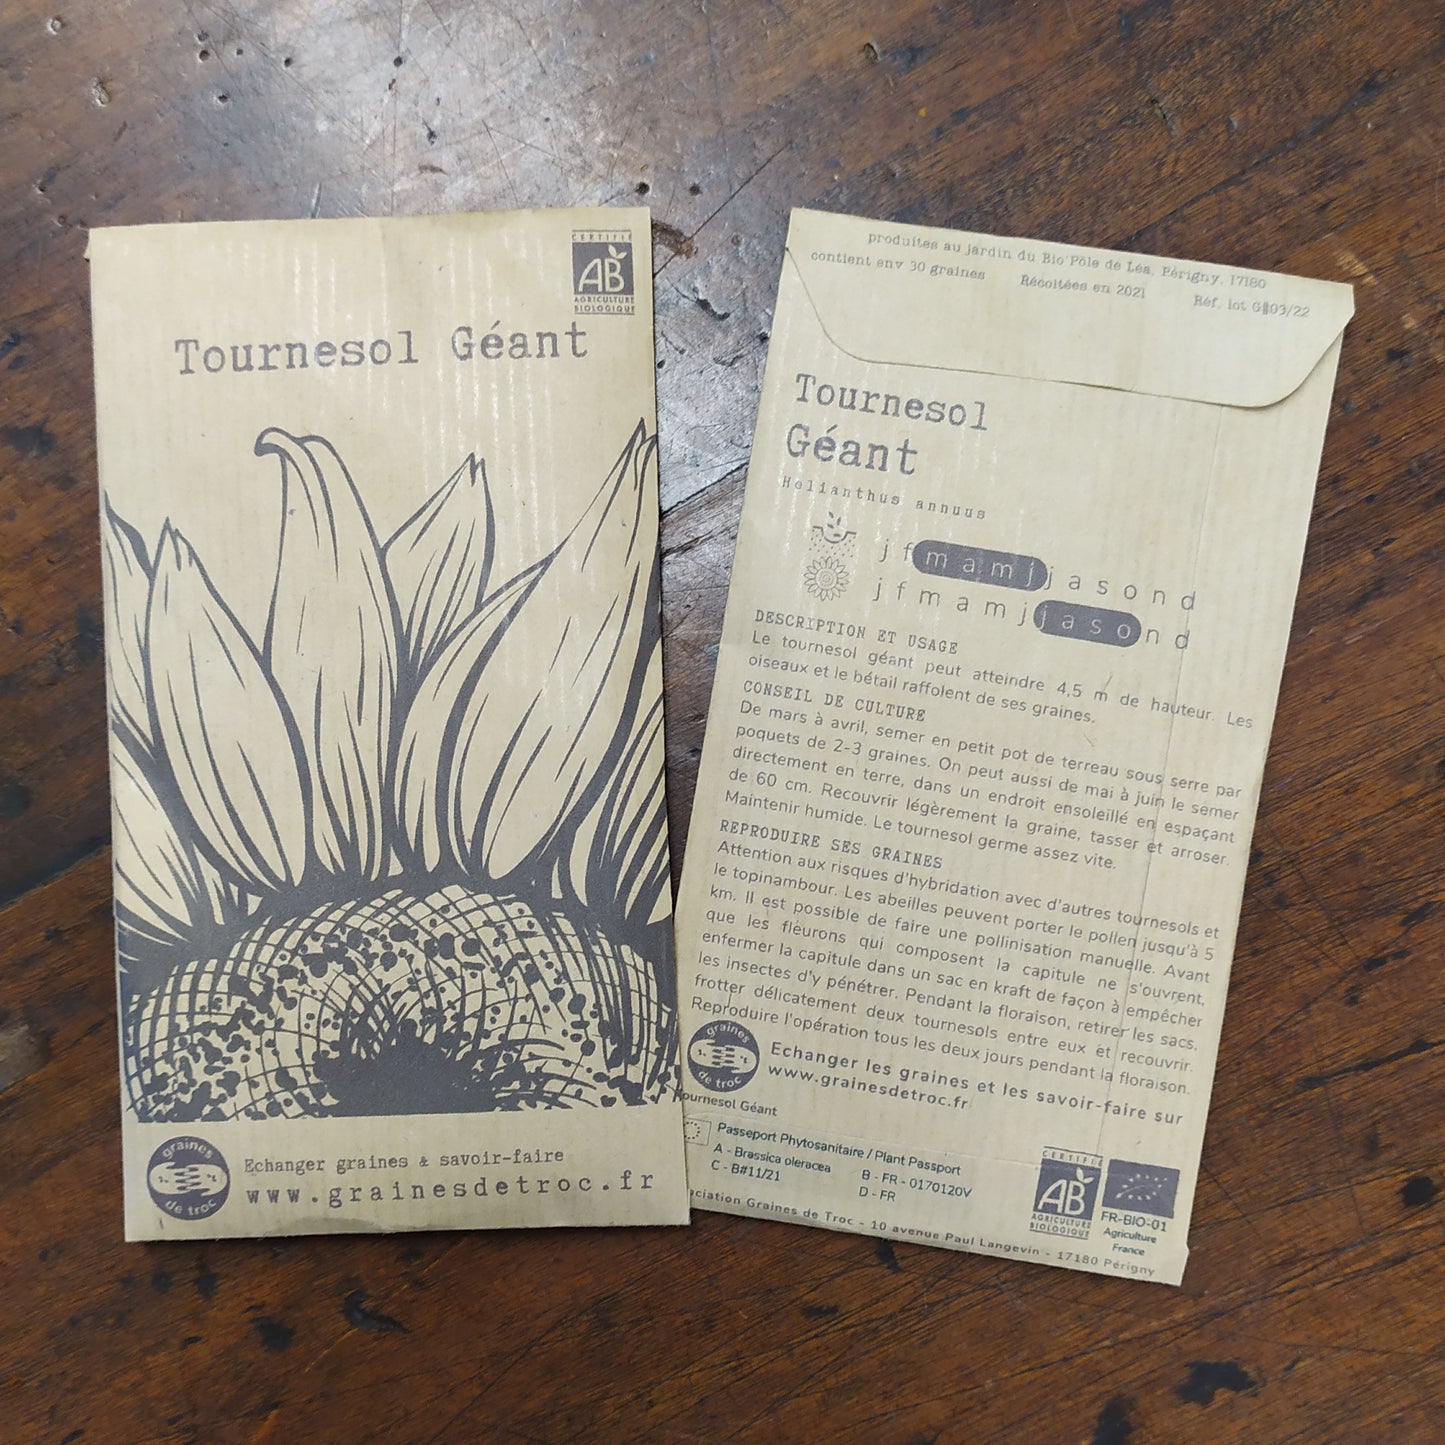 CERTIFIÉ
AB
AGRICULTURE
BIOLOGIQUE
Tournesol Géant
graines
de troc
Echanger graines & savoir-faire
www.grainesdetroc.fr
produites au jardin du Bio'Pôle de Léa, Périgny, 17180
contient env 30 graines Récoltées en 2021 Réf. lot G#03/22
Tournesol
Géant
Helianthus annuus
j f m a m j j a s o n d
j f m a m j j a s o n d
DESCRIPTION ET USAGE
Le tournesol géant peut atteindre 4,5 m de hauteur. Les
oiseaux et le bétail raffolent de ses graines.
CONSEIL DE CULTURE
De mars à avril, semer en petit pot de terreau sous serre par
poquets de 2-3 graines. On peut aussi de mai à juin le semer
directement en terre, dans un endroit ensoleillé en espaçant
de 60 cm. Recouvrir légèrement la graine, tasser et arroser.
Maintenir humide. Le tournesol germe assez vite.
REPRODUIRE SES GRAINES
Attention aux risques d'hybridation avec d'autres tournesols et
le topinambour. Les abeilles peuvent porter le pollen jusqu'à 5
km. Il est possible de faire une pollinisation manuelle. Avant
que les fleurons qui composent la capitule ne s'ouvrent,
enfermer la capitule dans un sac en kraft de façon à empêcher
les insectes d'y pénétrer. Pendant la floraison, retirer les sacs,
frotter délicatement deux tournesols entre eux et recouvrir.
Reproduire l'opération tous les deux jours pendant la floraison.
graines
de troc
Echanger les graines et les savoir-faire sur
www.grainesdetroc.fr
ournesol Géant
Passeport Phytosanitaire / Plant Passport
A - Brassica oleracea B - FR - 0170120V
C - B#11/21 D - FR
CERTIFIÉ
AB
AGRICULTURE
BIOLOGIQUE
FR-BIO-01
Agriculture
France
ciation Graines de Troc - 10 avenue Paul Langevin - 17180 Périgny